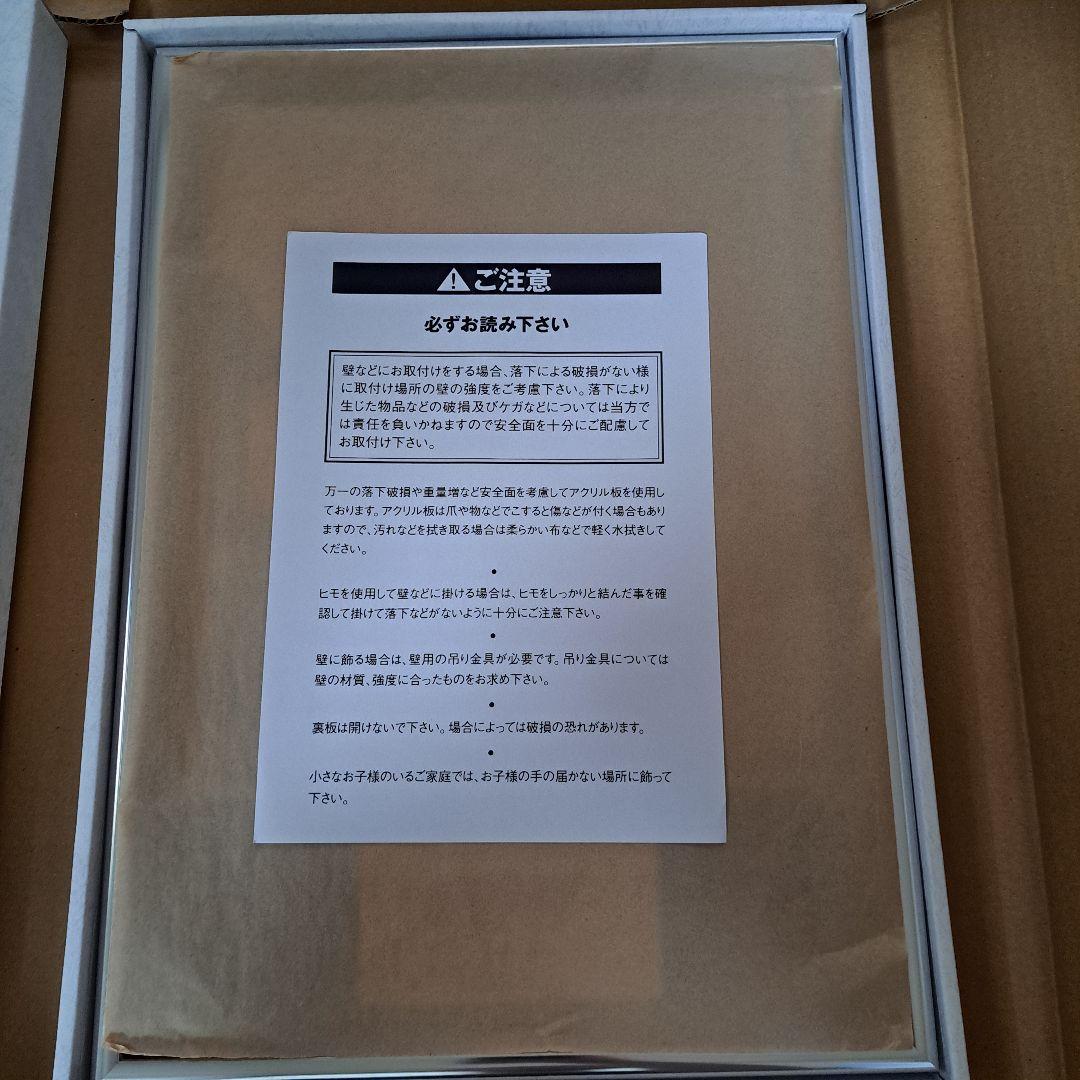 ⚠ご注意
必ずお読み下さい
壁などにお取付けをする場合、落下による破損がない様
に取付け場所の壁の強度をご考慮下さい。落下により
生じた物品などの破損及びケガなどについては当方で
は責任を負いかねますので安全面を十分にご配慮して
お取付け下さい。
万一の落下破損や重量増など安全面を考慮してアクリル板を使用し
ております。アクリル板は爪や物などでこすると傷などが付く場合もあり
ますので、汚れなどを拭き取る場合は柔らかい布などで軽く水拭きして
ください。
●
ヒモを使用して壁などに掛ける場合は、ヒモをしっかりと結んだ事を確
認して掛けて落下などがないように十分にご注意下さい。
●
壁に飾る場合は、壁用の吊り金具が必要です。吊り金具については
壁の材質、強度に合ったものをお求め下さい。
●
裏板は開けないで下さい。場合によっては破損の恐れがあります。
●
小さなお子様のいるご家庭では、お子様の手の届かない場所に飾って
下さい。